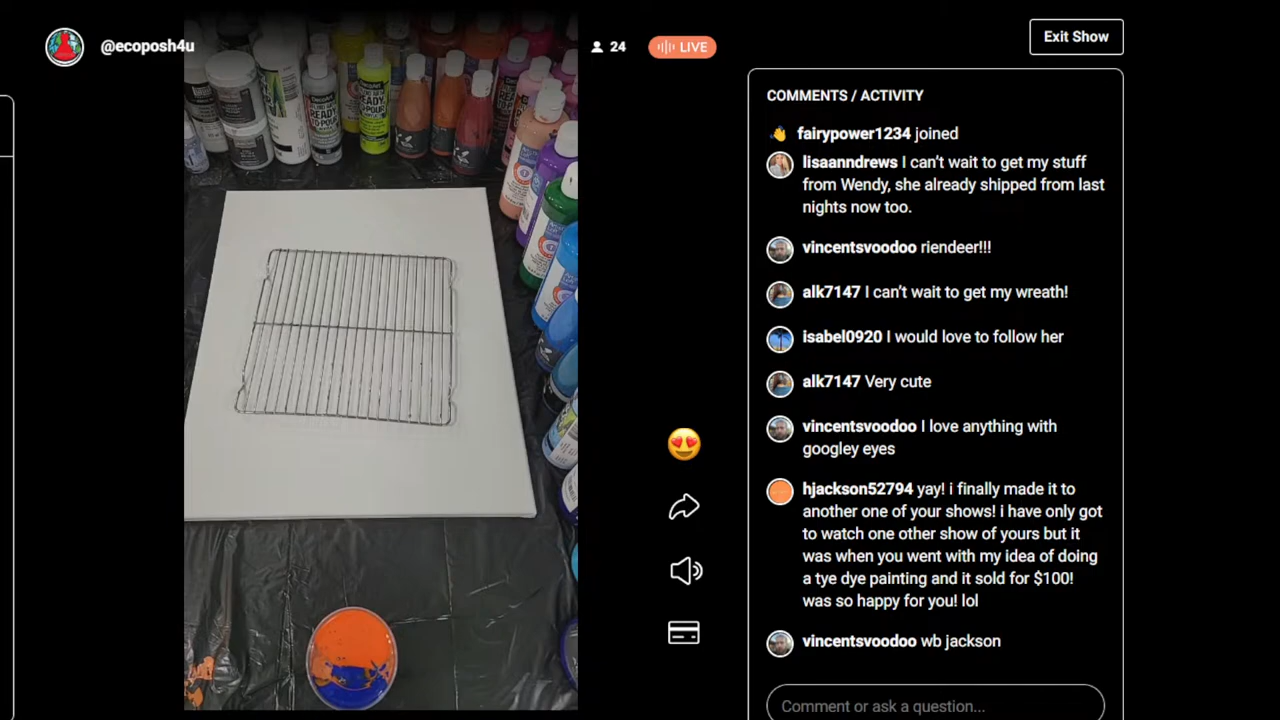 @ecoposh4u
24
LIVE
Exit Show
COMMENTS / ACTIVITY
fairypower1234 joined
lisaanndrews I can't wait to get my stuff
from Wendy, she already shipped from last
nights now too.
vincentsvoodoo riendeer!!!
alk7147 I can't wait to get my wreath!
isabel0920 I would love to follow her
alk7147 Very cute
vincentsvoodoo I love anything with
googley eyes
hjackson52794 yay! i finally made it to
another one of your shows! i have only got
to watch one other show of yours but it
was when you went with my idea of doing
a tye dye painting and it sold for $100!
was so happy for you! lol
vincentsvoodoo wb jackson
Comment or ask a question...
DecoArt
READY
TO POUR
READY